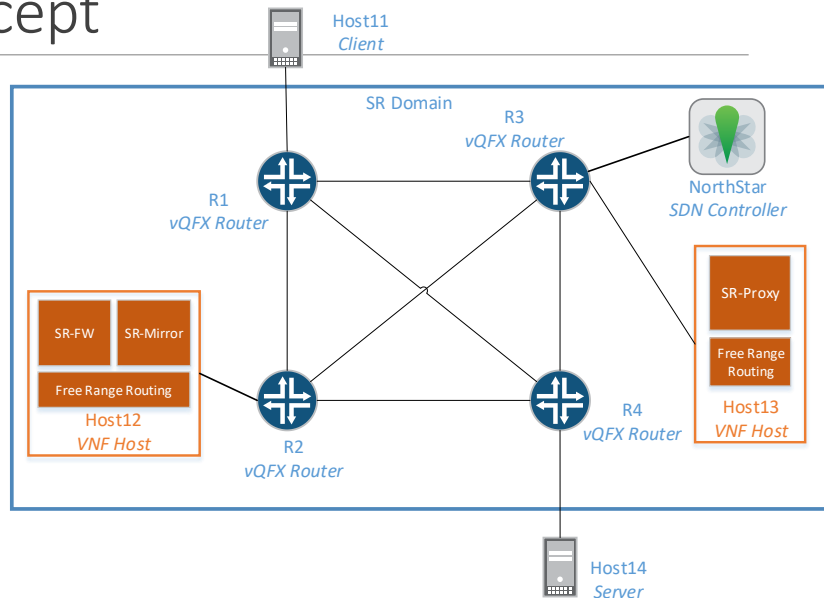 cept
Host11
Client
SR Domain
R3
vQFX Router
NorthStar
SDN Controller
R1
vQFX Router
SR-Proxy
Free Range
Routing
Host13
VNF Host
SR-FW
SR-Mirror
Free Range Routing
Host12
VNF Host
R2
vQFX Router
R4
vQFX Router
Host14
Server